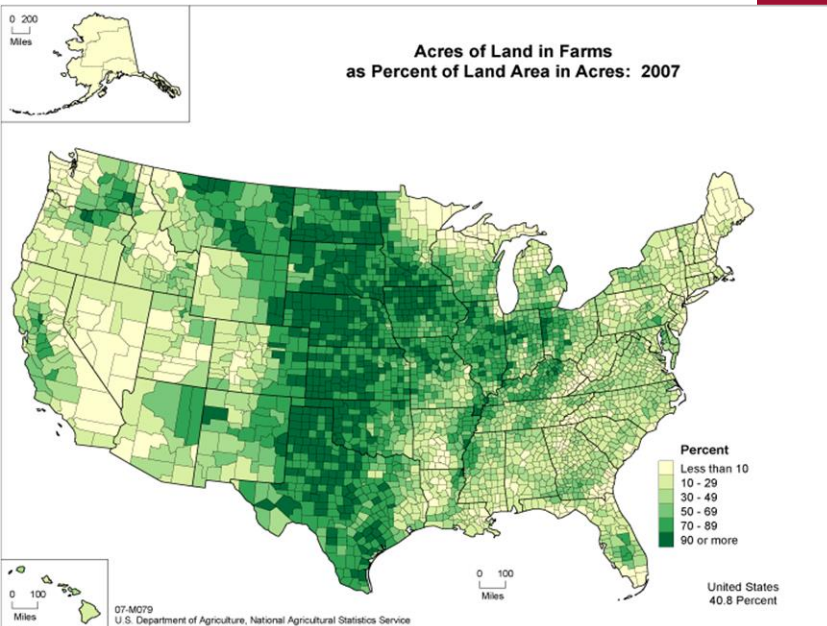 Acres of Land in Farms
as Percent of Land Area in Acres: 2007
0 200
Miles
Percent
Less than 10
10 - 29
30 - 49
50 - 69
70 - 89
90 or more
0 100
Miles
United States
40.8 Percent
0 100
Miles
07-M079
U.S. Department of Agriculture, National Agricultural Statistics Service